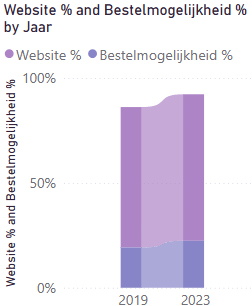 Website % and Bestelmogelijkheid %
by Jaar
Website % Bestelmogelijkheid %
Website % and Bestelmogelijkheid %
100%
50%
0%
2019 2023